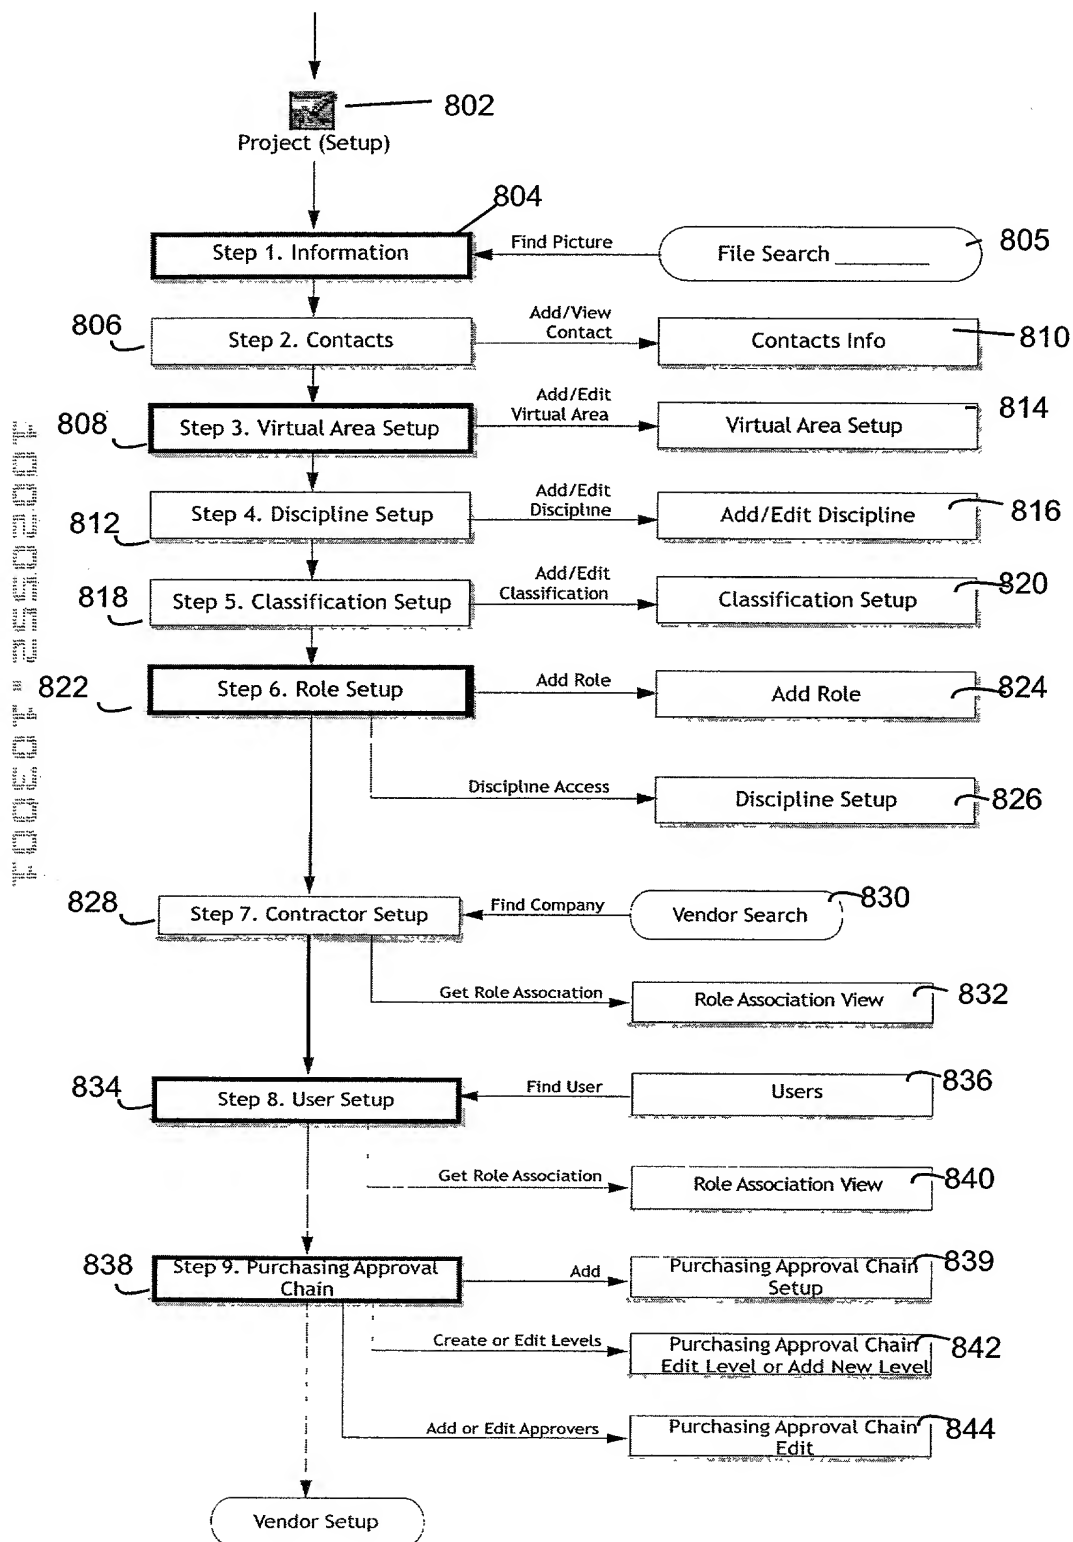 802
Project (Setup)
804
Step 1. Information
Find Picture
File Search ________
805
806
Step 2. Contacts
Add/View
Contact
Contacts Info
810
808
Step 3. Virtual Area Setup
Add/Edit
Virtual Area
Virtual Area Setup
814
812
Step 4. Discipline Setup
Add/Edit
Discipline
Add/Edit Discipline
816
818
Step 5. Classification Setup
Add/Edit
Classification
Classification Setup
820
822
Step 6. Role Setup
Add Role
Add Role
824
Discipline Access
Discipline Setup
826
828
Step 7. Contractor Setup
Find Company
Vendor Search
830
Get Role Association
Role Association View
832
834
Step 8. User Setup
Find User
Users
836
Get Role Association
Role Association View
840
838
Step 9. Purchasing Approval
Chain
Add
Purchasing Approval Chain
Setup
839
Create or Edit Levels
Purchasing Approval Chain
Edit Level or Add New Level
842
Add or Edit Approvers
Purchasing Approval Chain
Edit
844
Vendor Setup
10020552.103001